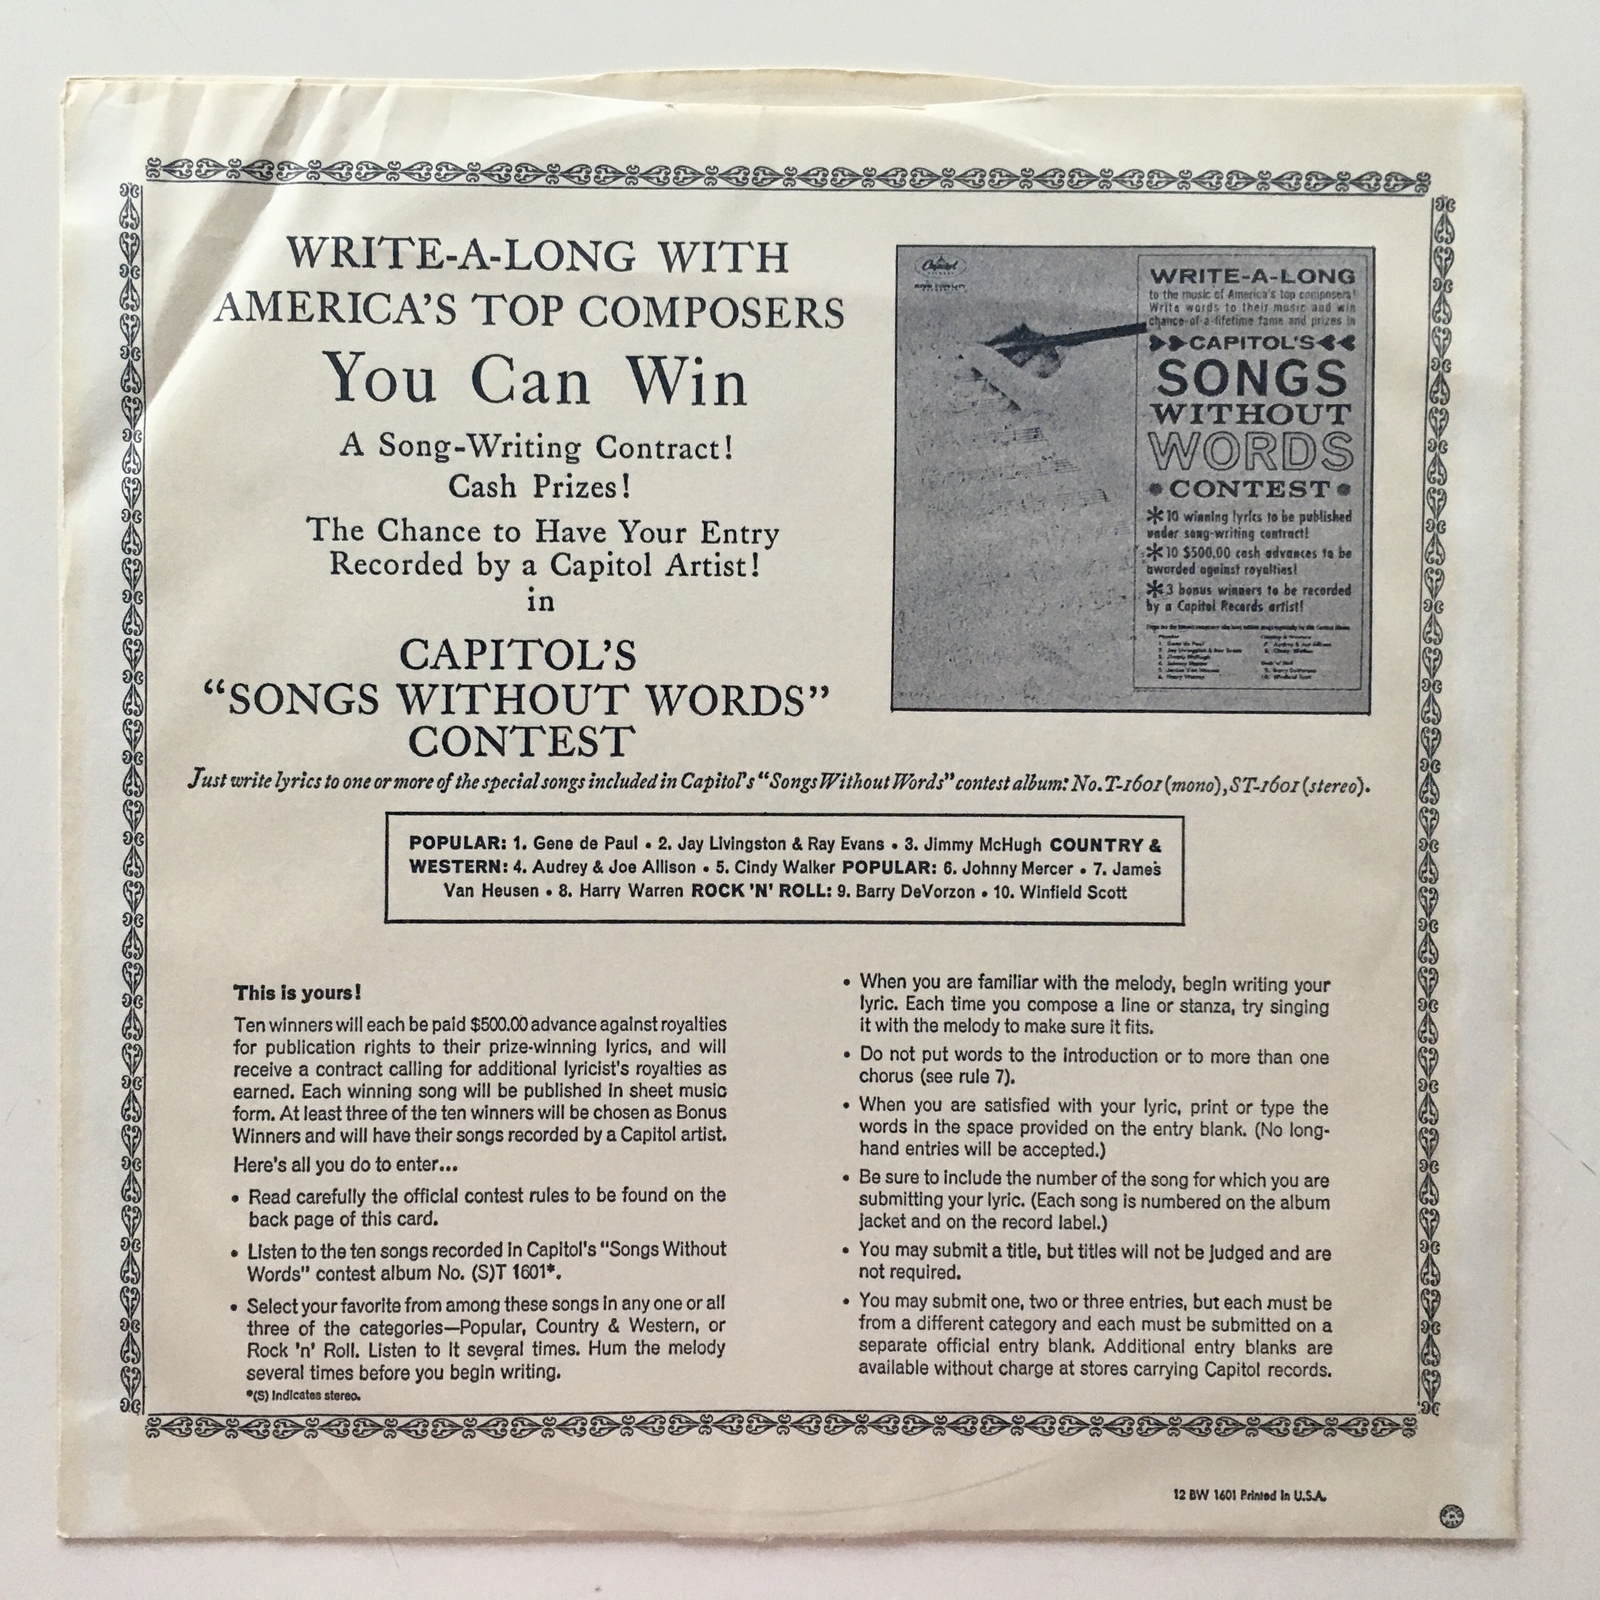 WRITE-A-LONG WITH
AMERICA'S TOP COMPOSERS
You Can Win
A Song-Writing Contract!
Cash Prizes!
The Chance to Have Your Entry
Recorded by a Capitol Artist!
in
CAPITOL'S
“SONGS WITHOUT WORDS”
CONTEST
Capitol
WRITE-A-LONG
to the music of America's top composers!
Write words to their music and win
chance-of-a-lifetime fame and prizes in
CAPITOL'S
SONGS
WITHOUT
WORDS
CONTEST
* 10 winning lyrics to be published
under song-writing contract!
* 10 $500.00 cash advances to be
awarded against royalties!
* 3 bonus winners to be recorded
by a Capitol Records artist!
Just write lyrics to one or more of the special songs included in Capitol's “Songs Without Words” contest album: No. T-1601 (mono), ST-1601 (stereo).
POPULAR: 1. Gene de Paul • 2. Jay Livingston & Ray Evans • 3. Jimmy McHugh COUNTRY &
WESTERN: 4. Audrey & Joe Allison • 5. Cindy Walker POPULAR: 6. Johnny Mercer • 7. James
Van Heusen • 8. Harry Warren ROCK 'N' ROLL: 9. Barry DeVorzon • 10. Winfield Scott
This is yours!
Ten winners will each be paid $500.00 advance against royalties
for publication rights to their prize-winning lyrics, and will
receive a contract calling for additional lyricist's royalties as
earned. Each winning song will be published in sheet music
form. At least three of the ten winners will be chosen as Bonus
Winners and will have their songs recorded by a Capitol artist.
Here's all you do to enter...
• Read carefully the official contest rules to be found on the
back page of this card.
• Listen to the ten songs recorded in Capitol's “Songs Without
Words” contest album No. (S)T 1601*.
• Select your favorite from among these songs in any one or all
three of the categories—Popular, Country & Western, or
Rock 'n' Roll. Listen to it several times. Hum the melody
several times before you begin writing.
*(S) Indicates stereo.
• When you are familiar with the melody, begin writing your
lyric. Each time you compose a line or stanza, try singing
it with the melody to make sure it fits.
• Do not put words to the introduction or to more than one
chorus (see rule 7).
• When you are satisfied with your lyric, print or type the
words in the space provided on the entry blank. (No long-
hand entries will be accepted.)
• Be sure to include the number of the song for which you are
submitting your lyric. (Each song is numbered on the album
jacket and on the record label.)
• You may submit a title, but titles will not be judged and are
not required.
• You may submit one, two or three entries, but each must be
from a different category and each must be submitted on a
separate official entry blank. Additional entry blanks are
available without charge at stores carrying Capitol records.
12 BW 1601 Printed in U.S.A.